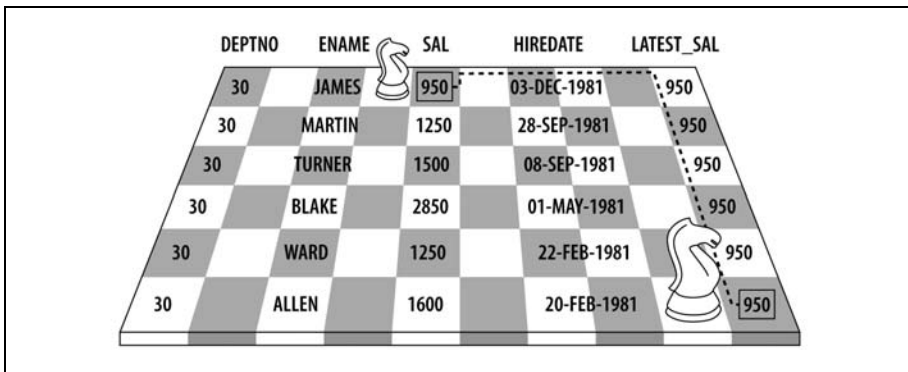 DEPTNO ENAME SAL HIREDATE LATEST_SAL
30 JAMES 950 03-DEC-1981 950
30 MARTIN 1250 28-SEP-1981 950
30 TURNER 1500 08-SEP-1981 950
30 BLAKE 2850 01-MAY-1981 950
30 WARD 1250 22-FEB-1981 950
30 ALLEN 1600 20-FEB-1981 950